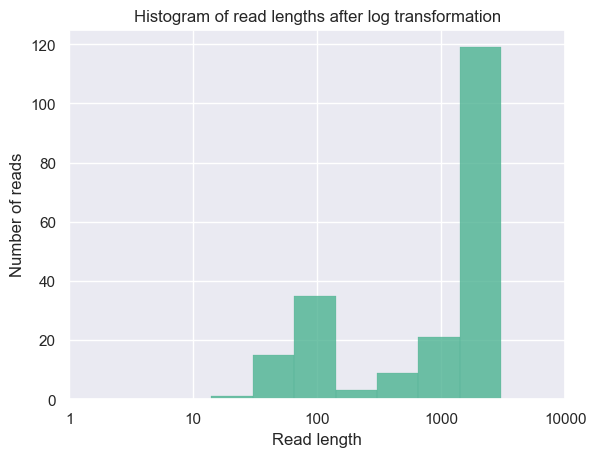 Histogram of read lengths after log transformation
120
100
80
60
40
20
0
Number of reads
1 10 100 1000 10000
Read length